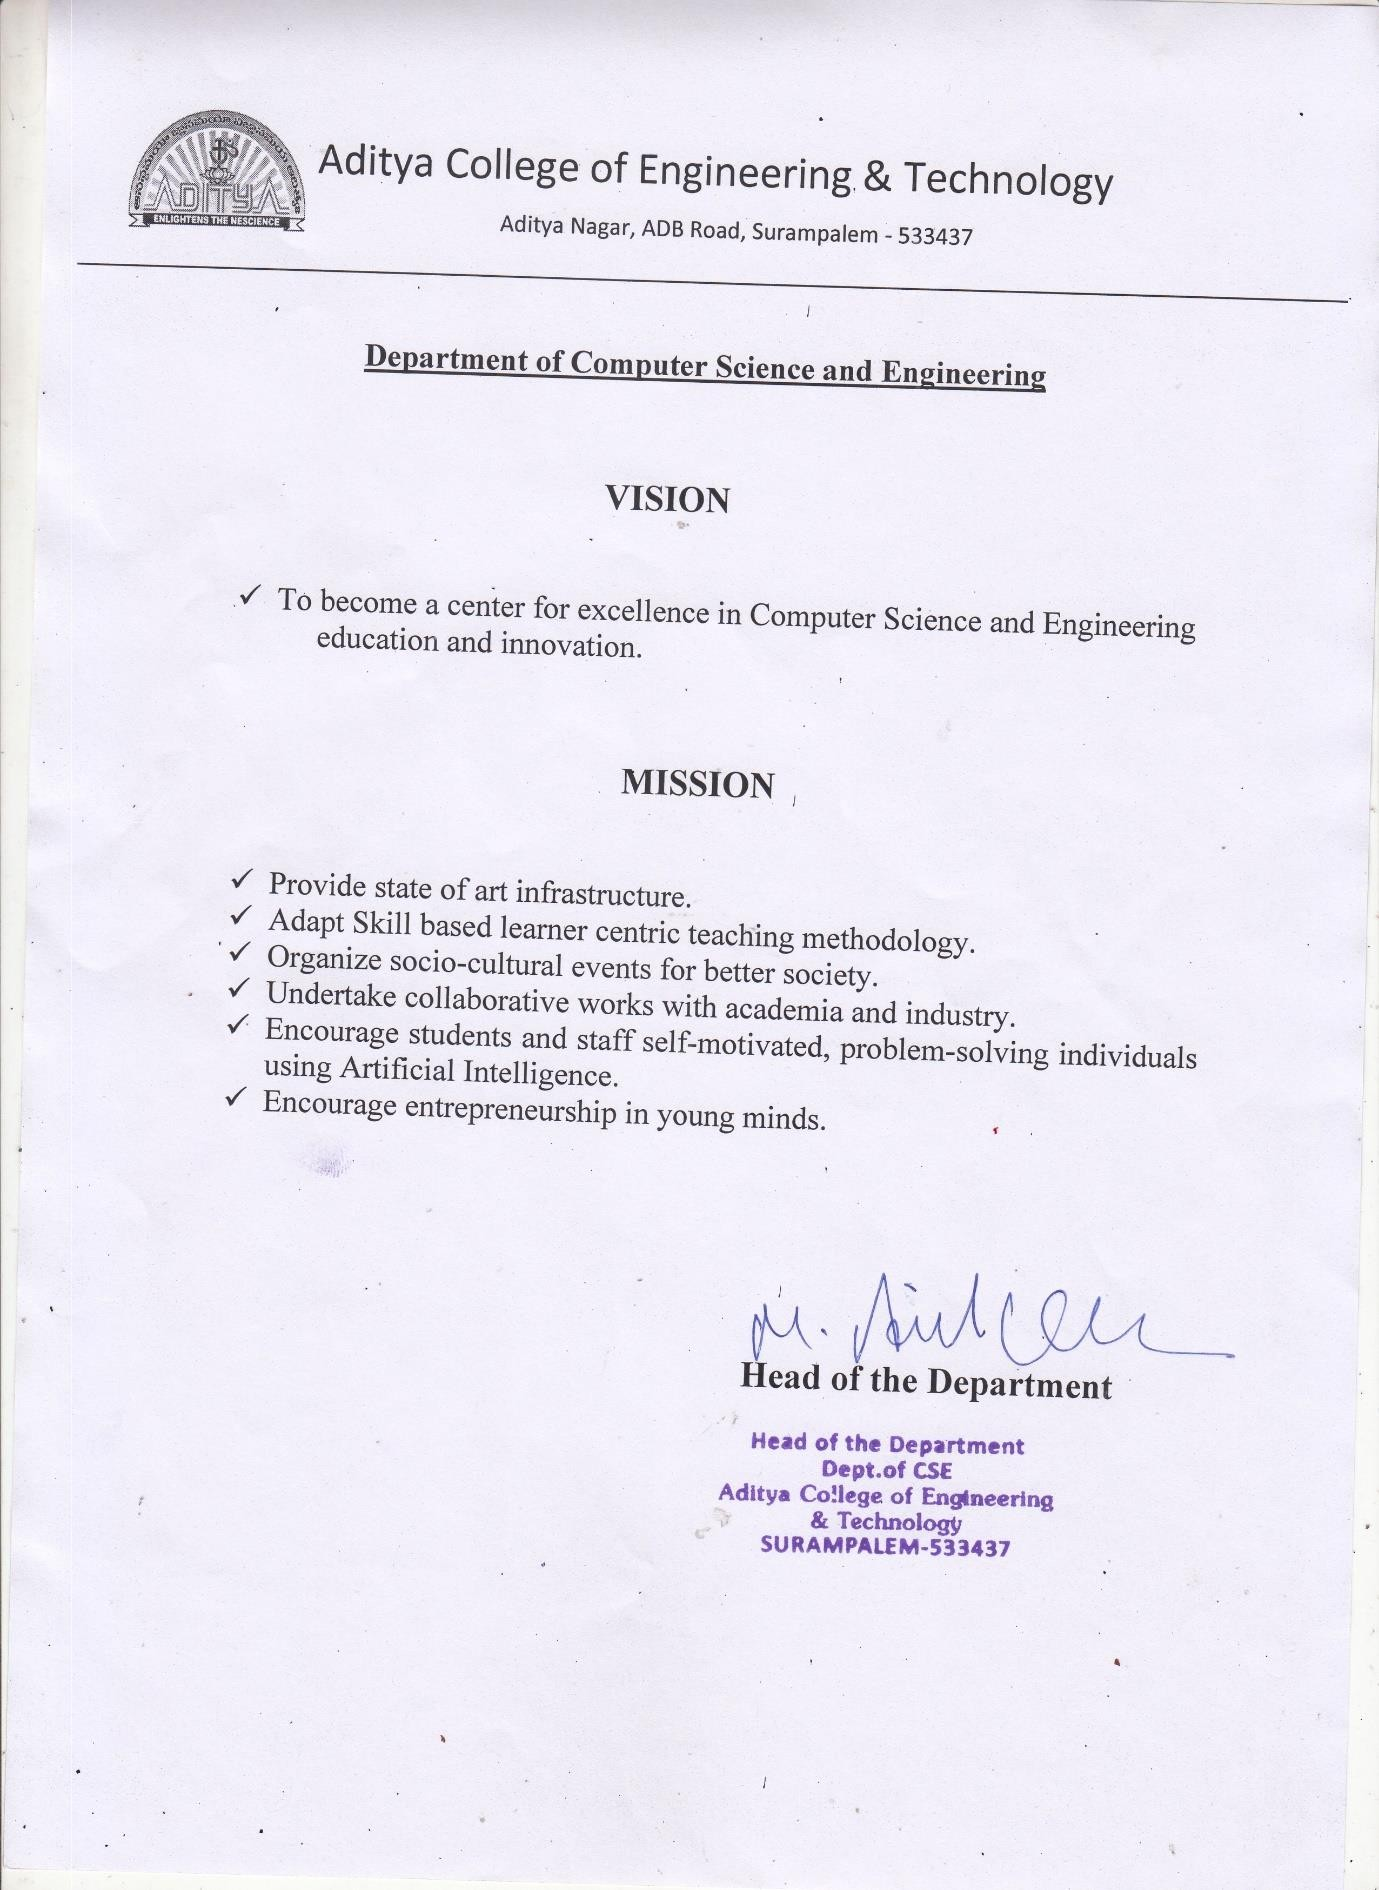 ADITYA
ENLIGHTENS THE NESCIENCE
Aditya College of Engineering & Technology
Aditya Nagar, ADB Road, Surampalem - 533437
Department of Computer Science and Engineering
VISION
✓ To become a center for excellence in Computer Science and Engineering
education and innovation.
MISSION
✓ Provide state of art infrastructure.
✓ Adapt Skill based learner centric teaching methodology.
✓ Organize socio-cultural events for better society.
✓ Undertake collaborative works with academia and industry.
✓ Encourage students and staff self-motivated, problem-solving individuals
using Artificial Intelligence.
✓ Encourage entrepreneurship in young minds.
M.
Head of the Department
Head of the Department
Dept.of CSE
Aditya College of Engineering
& Technology
SURAMPALEM-533437